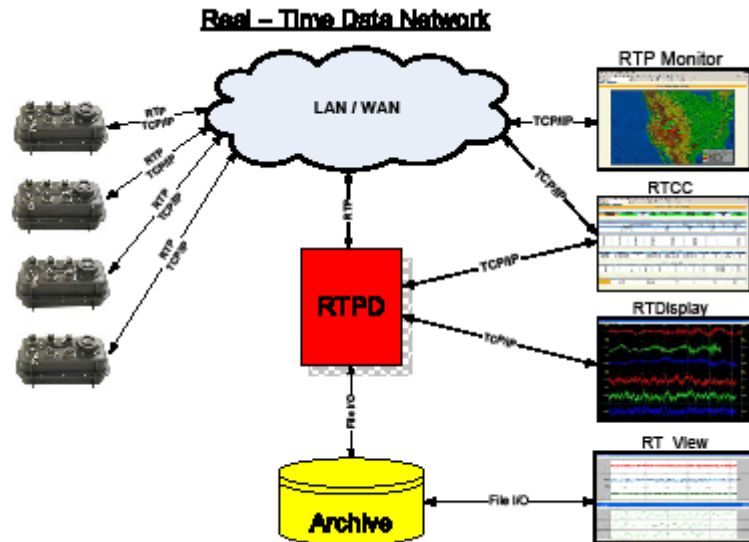 Real – Time Data Network
RTP Monitor
LAN / WAN
RTP
TCP/IP
RTP
TCP/IP
RTP
TCP/IP
RTP
TCP/IP
TCP/IP
TCP/IP
RTCC
RTP
TCP/IP
RTPD
TCP/IP
RTDisplay
File I/O
RT View
Archive
File I/O